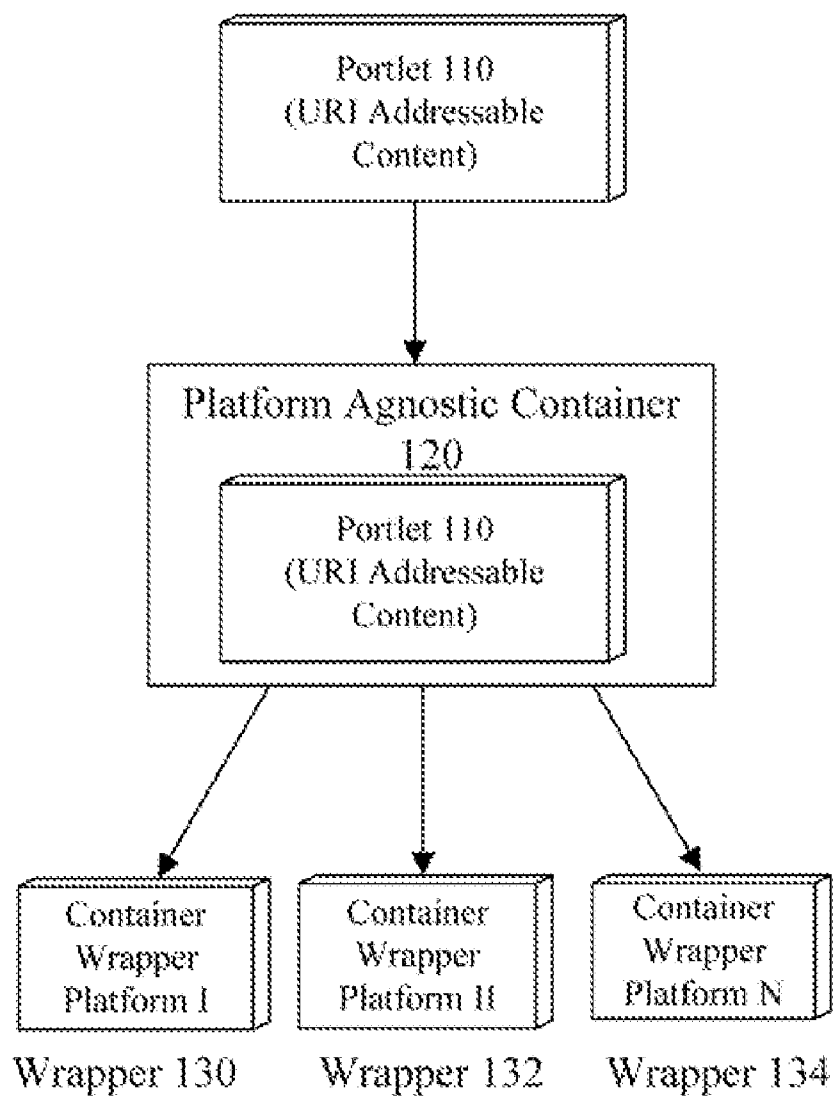 Portlet 110
(URI Addressable
Content)
Platform Agnostic Container
120
Portlet 110
(URI Addressable
Content)
Container
Wrapper
Platform I
Container
Wrapper
Platform II
Container
Wrapper
Platform N
Wrapper 130
Wrapper 132
Wrapper 134